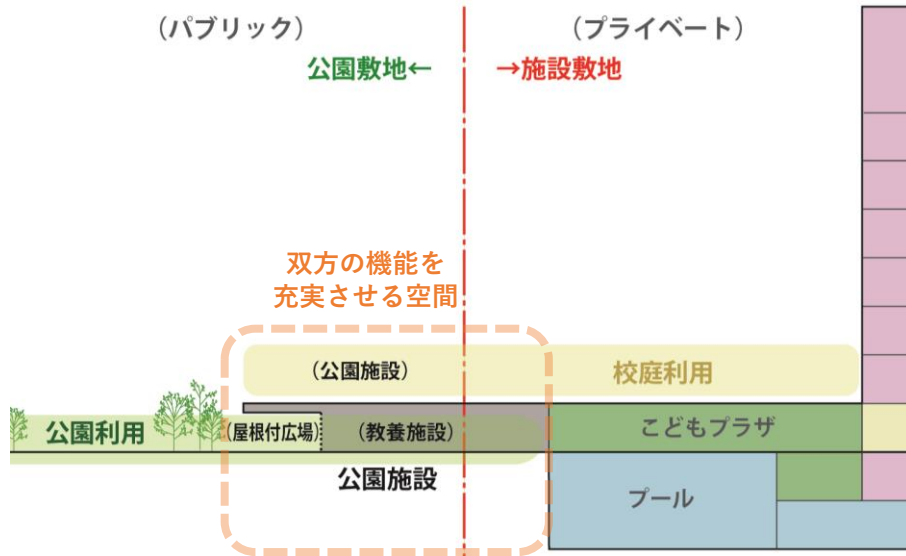 （パブリック）
（プライベート）
公園敷地←
→施設敷地
双方の機能を
充実させる空間
（公園施設）
校庭利用
公園利用
（屋根付広場）
（教養施設）
こどもプラザ
公園施設
プール